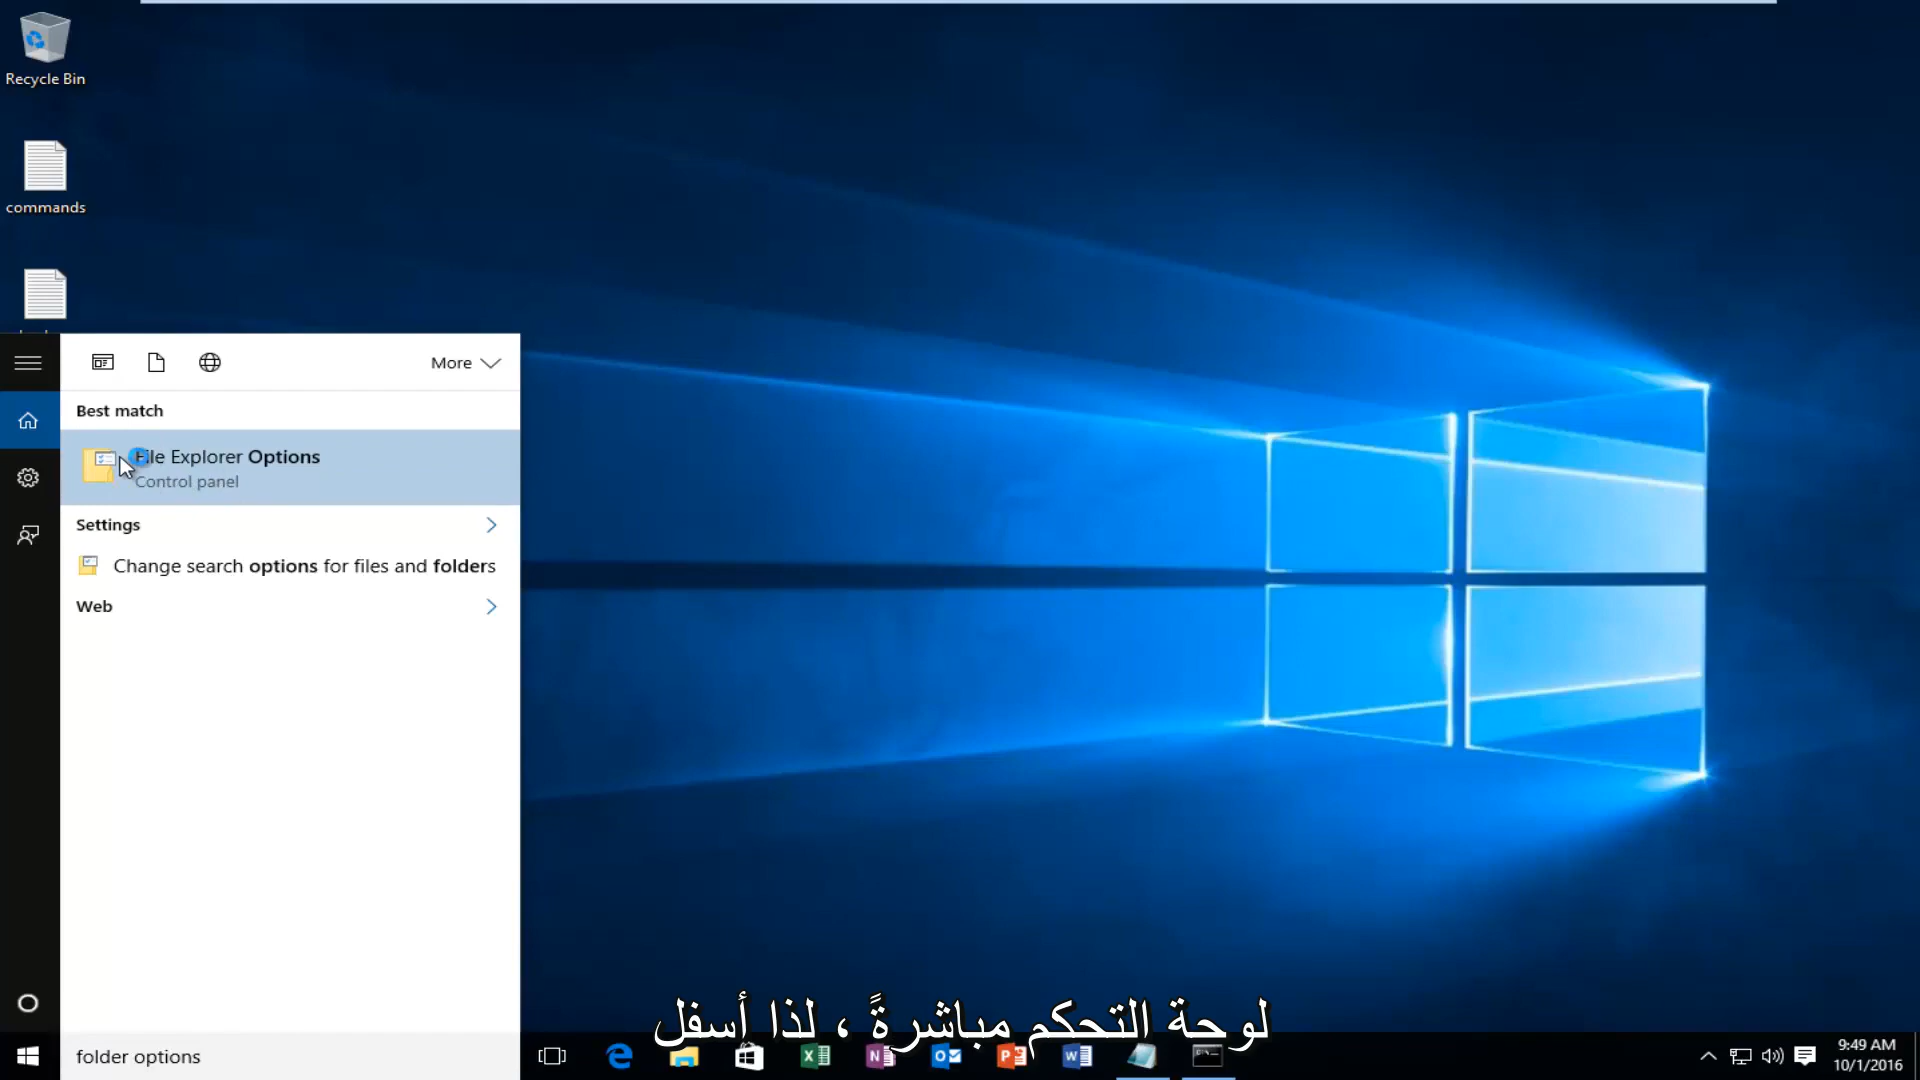 Recycle Bin
commands
More
Best match
File Explorer Options
Control panel
Settings
Change search options for files and folders
Web
لوحة التحكم مباشرةً ، لذا أسفل
folder options
9:49 AM
10/1/2016